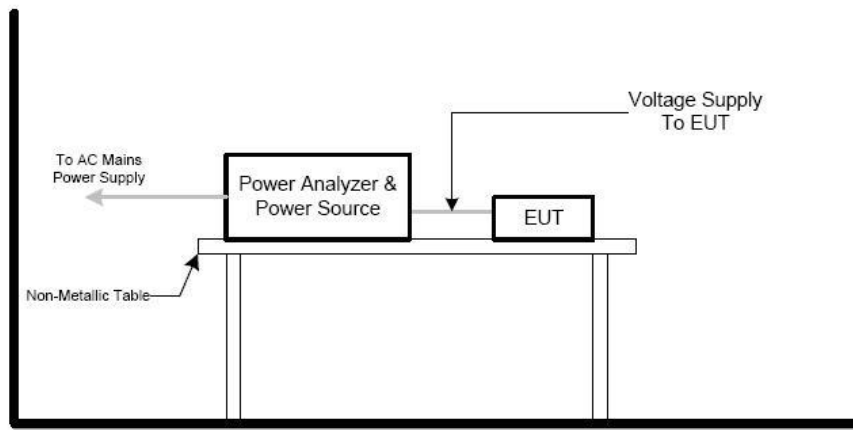 Voltage Supply
To EUT
To AC Mains
Power Supply
Power Analyzer &
Power Source
EUT
Non-Metallic Table